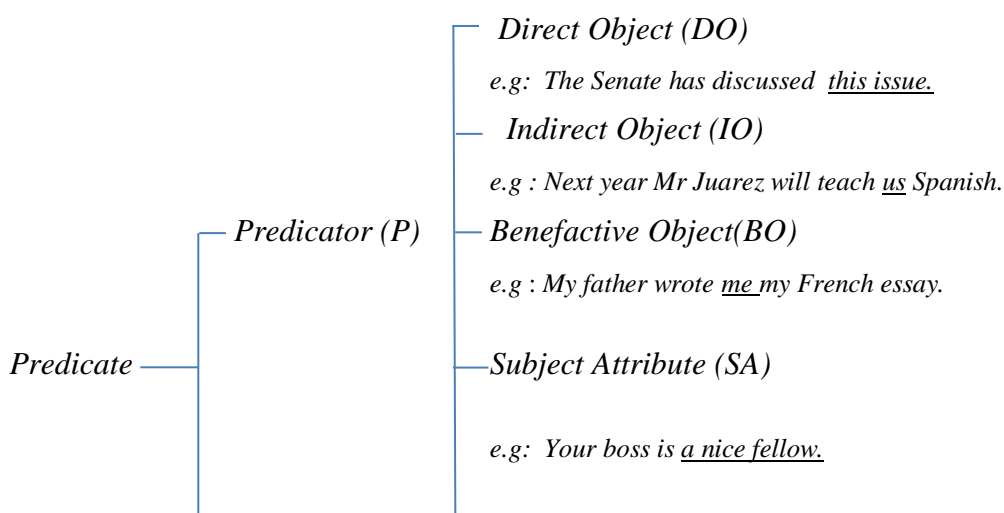 Direct Object (DO)
e.g: The Senate has discussed this issue.
Indirect Object (IO)
e.g : Next year Mr Juarez will teach us Spanish.
Predicator (P)
Benefactive Object(BO)
e.g : My father wrote me my French essay.
Predicate
Subject Attribute (SA)
e.g: Your boss is a nice fellow.